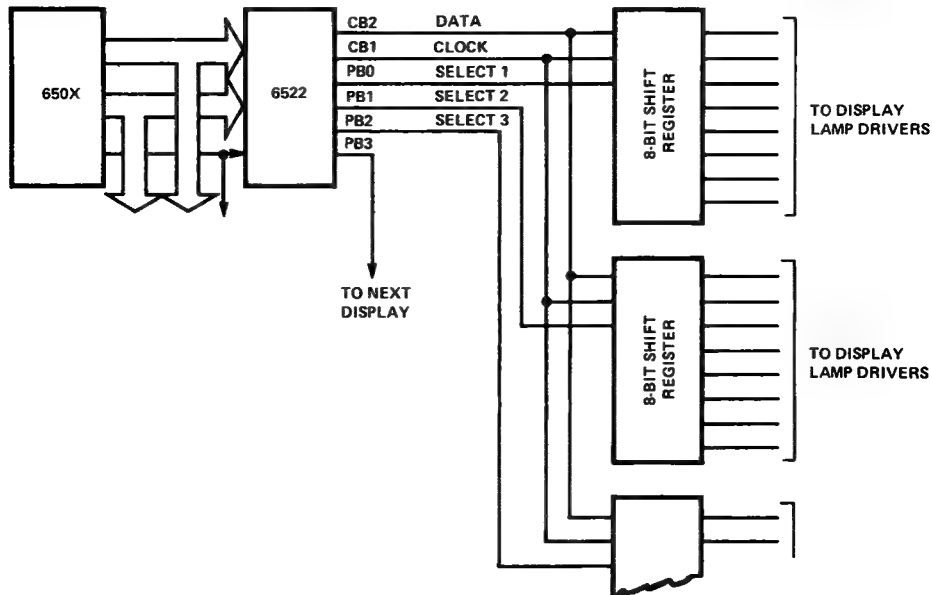 650X
6522
CB2 DATA
CB1 CLOCK
PB0 SELECT 1
PB1 SELECT 2
PB2 SELECT 3
PB3
TO NEXT
DISPLAY
8-BIT SHIFT
REGISTER
TO DISPLAY
LAMP DRIVERS
8-BIT SHIFT
REGISTER
TO DISPLAY
LAMP DRIVERS